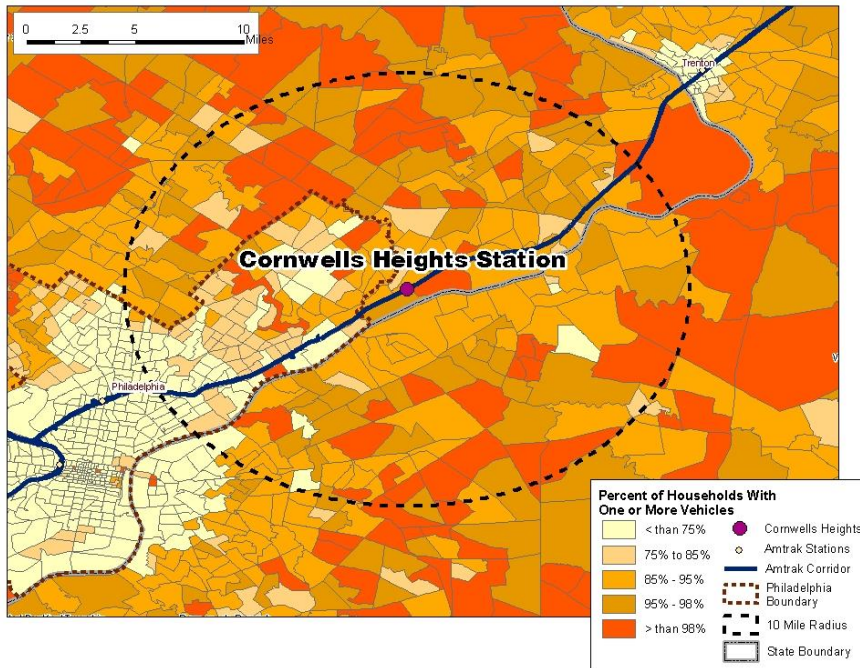 0 2.5 5 10
Miles
Trenton
Cornwells Heights Station
Philadelphia
Percent of Households With
One or More Vehicles
< than 75%
75% to 85%
85% - 95%
95% - 98%
> than 98%
Cornwells Heights
Amtrak Stations
Amtrak Corridor
Philadelphia
Boundary
10 Mile Radius
State Boundary